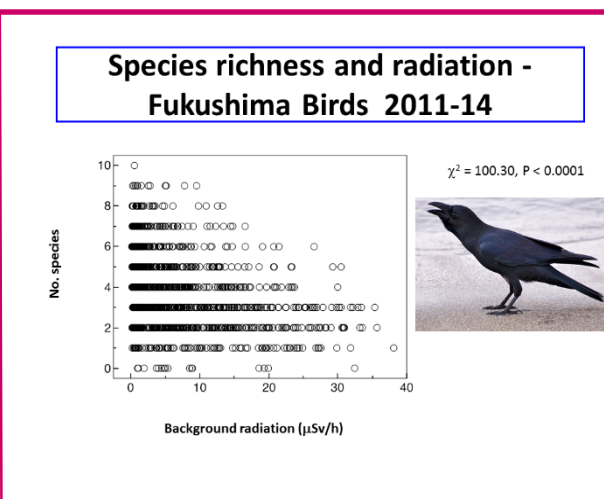 Species richness and radiation -
Fukushima Birds 2011-14
χ² = 100.30, P < 0.0001
10
8
6
4
2
0
No. species
0 10 20 30 40
Background radiation (μSv/h)